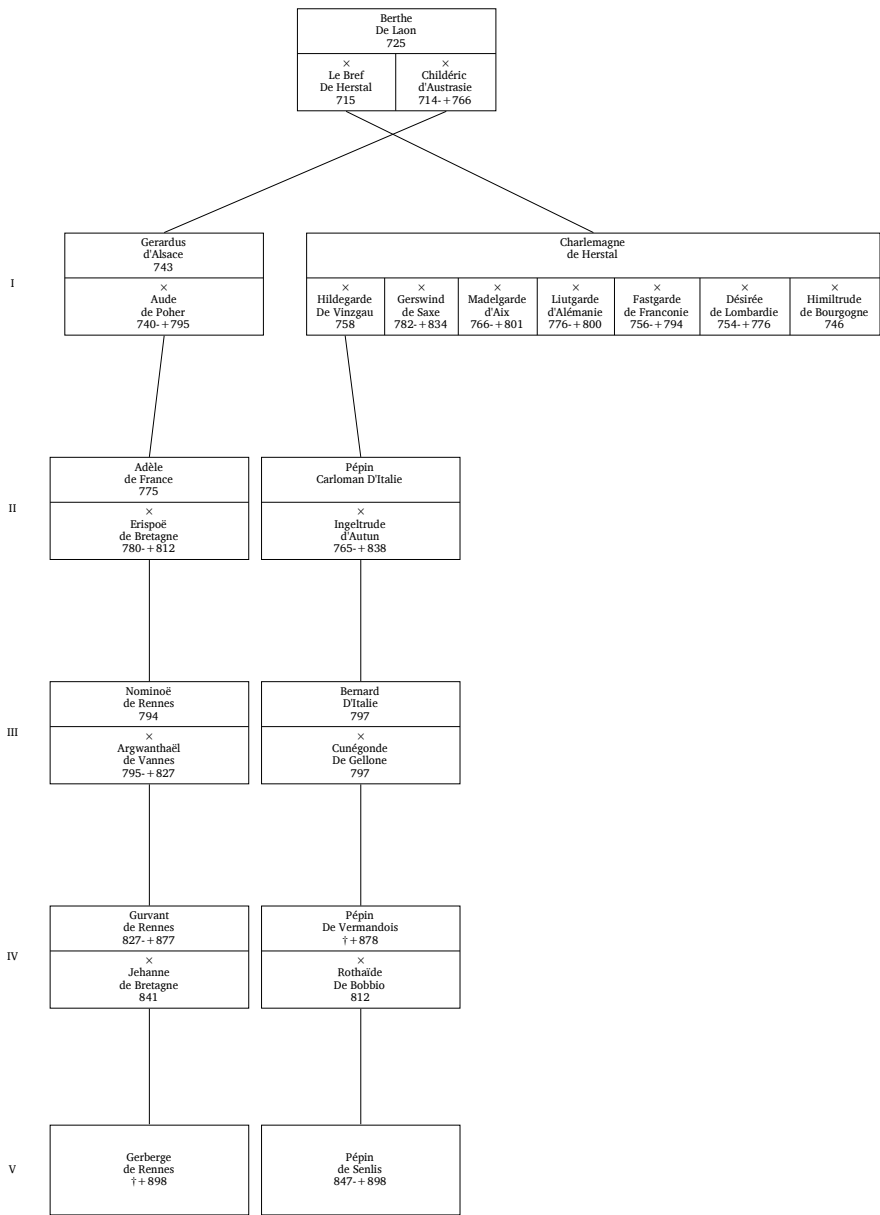 Berthe
De Laon
725
×
Le Bref
De Herstal
715
×
Childéric
d'Austrasie
714-+766
I
Gerardus
d'Alsace
743
×
Aude
de Poher
740-+795
Charlemagne
de Herstal
×
Hildegarde
De Vinzgau
758
×
Gerswind
de Saxe
782-+834
×
Madelgarde
d'Aix
766-+801
×
Liutgarde
d'Alémanie
776-+800
×
Fastgarde
de Franconie
756-+794
×
Désirée
de Lombardie
754-+776
×
Himiltrude
de Bourgogne
746
II
Adèle
de France
775
×
Erispoë
de Bretagne
780-+812
Pépin
Carloman D'Italie
×
Ingeltrude
d'Autun
765-+838
III
Nominoë
de Rennes
794
×
Argwanthaël
de Vannes
795-+827
Bernard
D'Italie
797
×
Cunégonde
De Gellone
797
IV
Gurvant
de Rennes
827-+877
×
Jehanne
de Bretagne
841
Pépin
De Vermandois
†+878
×
Rothaïde
De Bobbio
812
V
Gerberge
de Rennes
†+898
Pépin
de Senlis
847-+898